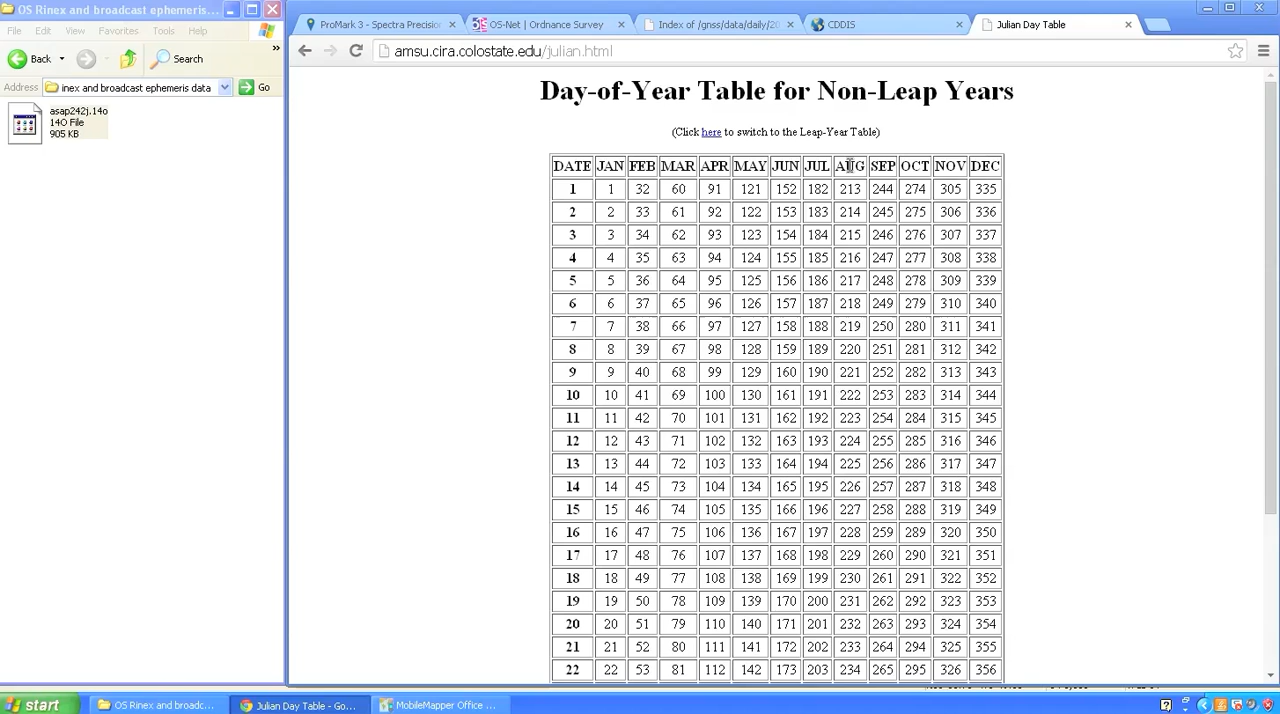 OS Rinex and broadcast ephemeris...
File Edit View Favorites Tools Help »
Back Search
Address inex and broadcast ephemeris data Go
asap242j.14o
14O File
905 KB
ProMark 3 - Spectra Precision
OS-Net | Ordnance Survey
Index of /gnss/data/daily/20
CDDIS
Julian Day Table
amsu.cira.colostate.edu/julian.html
Day-of-Year Table for Non-Leap Years
(Click here to switch to the Leap-Year Table)
DATE JAN FEB MAR APR MAY JUN JUL AUG SEP OCT NOV DEC
1 1 32 60 91 121 152 182 213 244 274 305 335
2 2 33 61 92 122 153 183 214 245 275 306 336
3 3 34 62 93 123 154 184 215 246 276 307 337
4 4 35 63 94 124 155 185 216 247 277 308 338
5 5 36 64 95 125 156 186 217 248 278 309 339
6 6 37 65 96 126 157 187 218 249 279 310 340
7 7 38 66 97 127 158 188 219 250 280 311 341
8 8 39 67 98 128 159 189 220 251 281 312 342
9 9 40 68 99 129 160 190 221 252 282 313 343
10 10 41 69 100 130 161 191 222 253 283 314 344
11 11 42 70 101 131 162 192 223 254 284 315 345
12 12 43 71 102 132 163 193 224 255 285 316 346
13 13 44 72 103 133 164 194 225 256 286 317 347
14 14 45 73 104 134 165 195 226 257 287 318 348
15 15 46 74 105 135 166 196 227 258 288 319 349
16 16 47 75 106 136 167 197 228 259 289 320 350
17 17 48 76 107 137 168 198 229 260 290 321 351
18 18 49 77 108 138 169 199 230 261 291 322 352
19 19 50 78 109 139 170 200 231 262 292 323 353
20 20 51 79 110 140 171 201 232 263 293 324 354
21 21 52 80 111 141 172 202 233 264 294 325 355
22 22 53 81 112 142 173 203 234 265 295 326 356
start OS Rinex and broadc... Julian Day Table - Go... MobileMapper Office ...